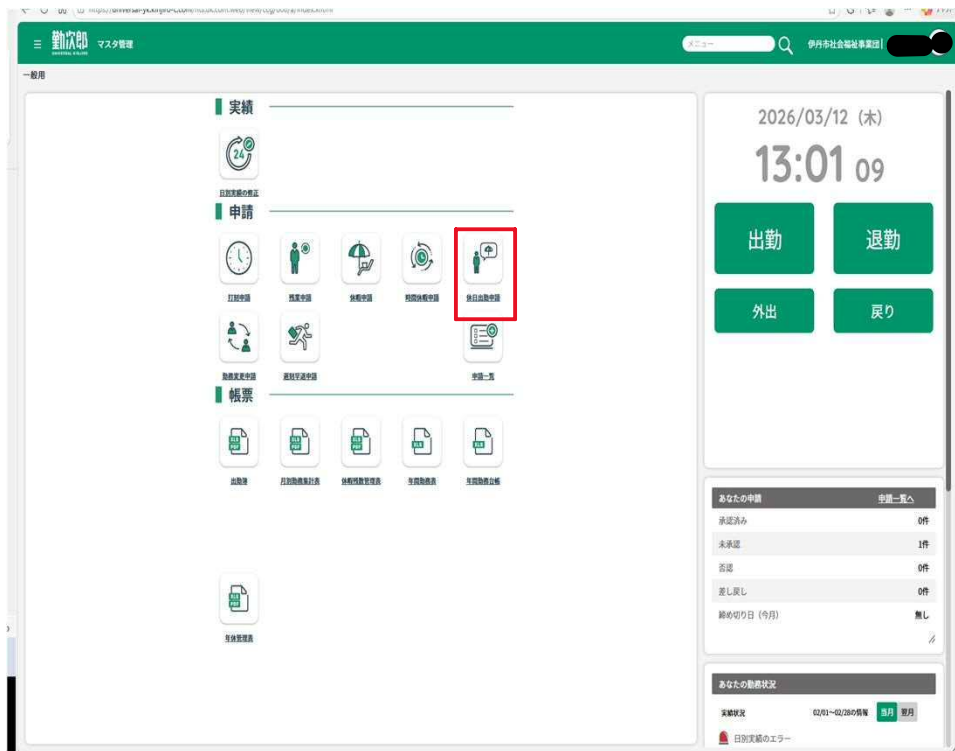 勤次郎 マスタ管理
メニュー
伊丹市社会福祉事業団|
一般用
実績
24
日別実績の修正
申請
打刻申請 残業申請 休暇申請 時間休暇申請 休日出勤申請
勤務変更申請 遅刻早退申請 申請一覧
帳票
出勤簿 月別勤務集計表 休暇残数管理表 年間勤務表 年間勤務台帳
年休管理表
2026/03/12 (木)
13:01 09
出勤 退勤
外出 戻り
あなたの申請 申請一覧へ
承認済み 0件
未承認 1件
否認 0件
差し戻し 0件
締め切り日(今月) 無し
あなたの勤務状況
実績状況 02/01~02/28の情報 当月 翌月
日別実績のエラー